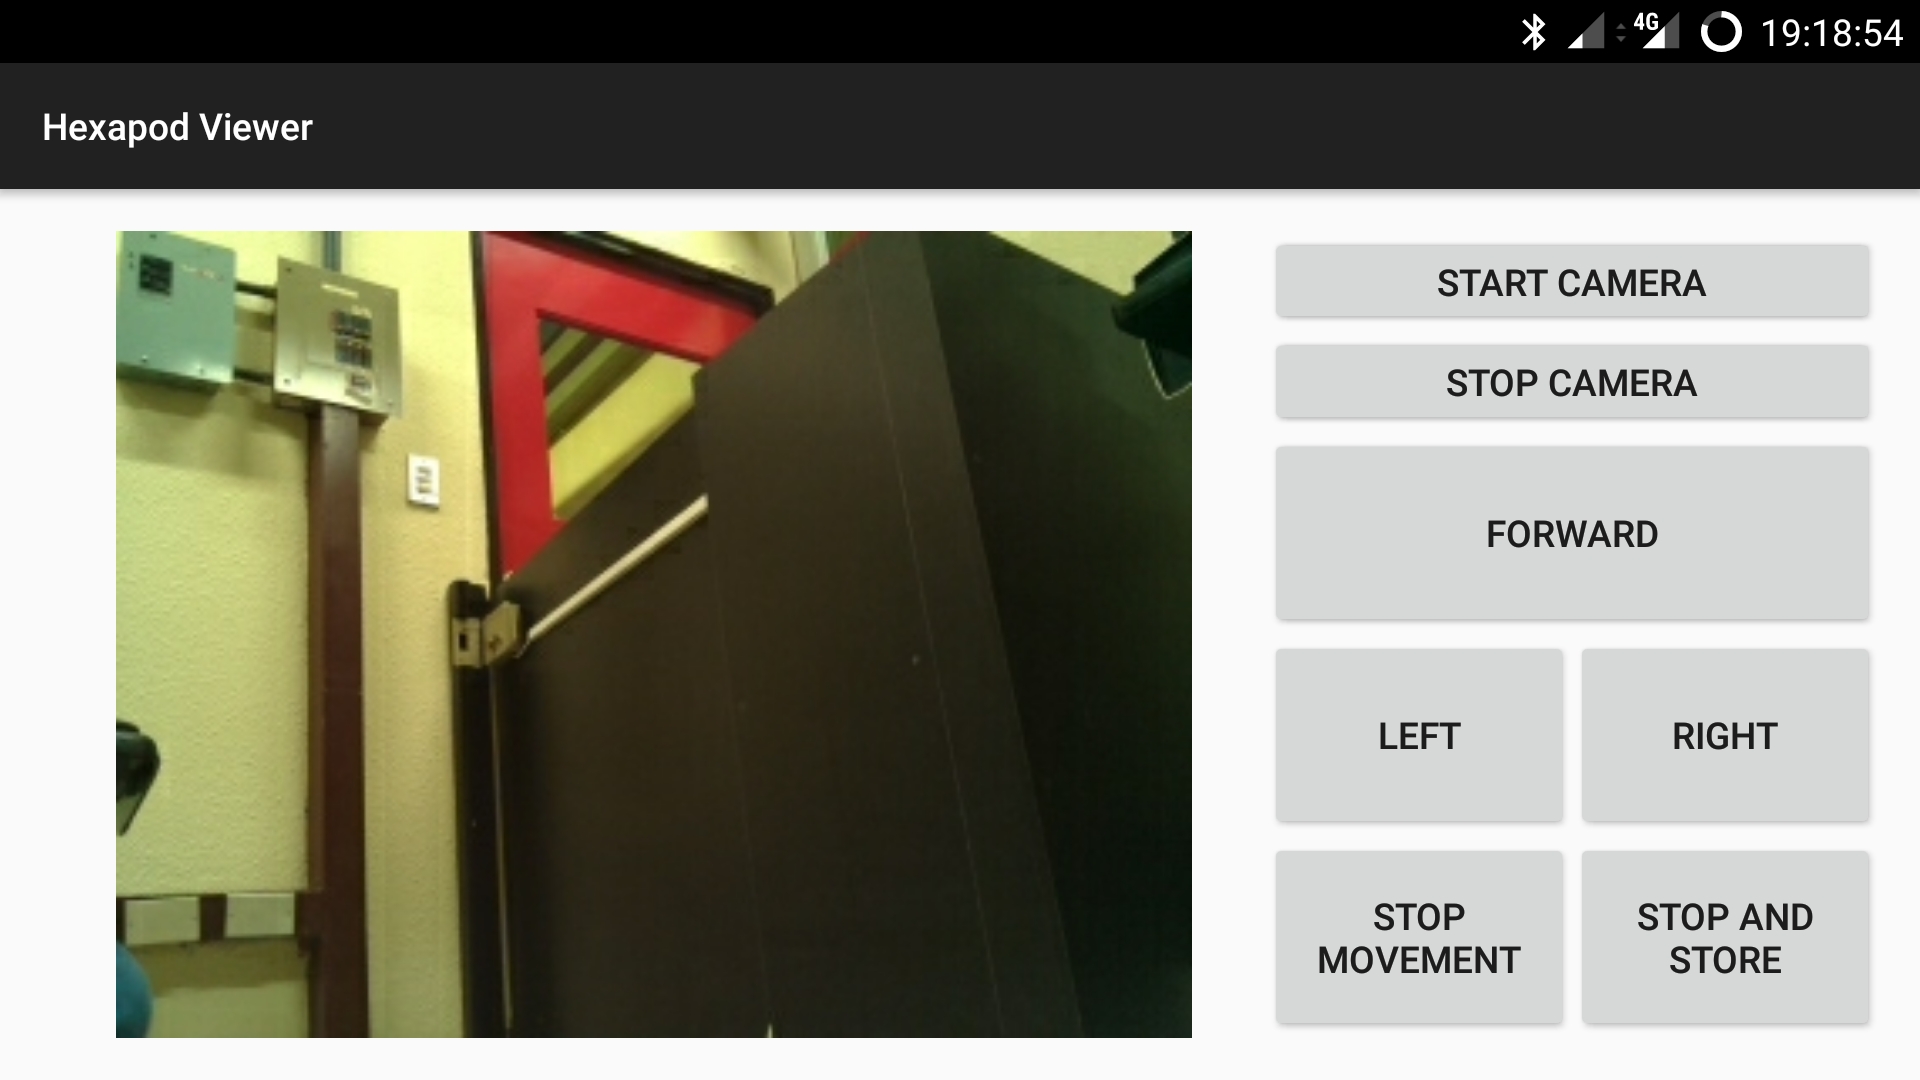 4G 19:18:54
Hexapod Viewer
START CAMERA
STOP CAMERA
FORWARD
LEFT RIGHT
STOP
MOVEMENT
STOP AND
STORE